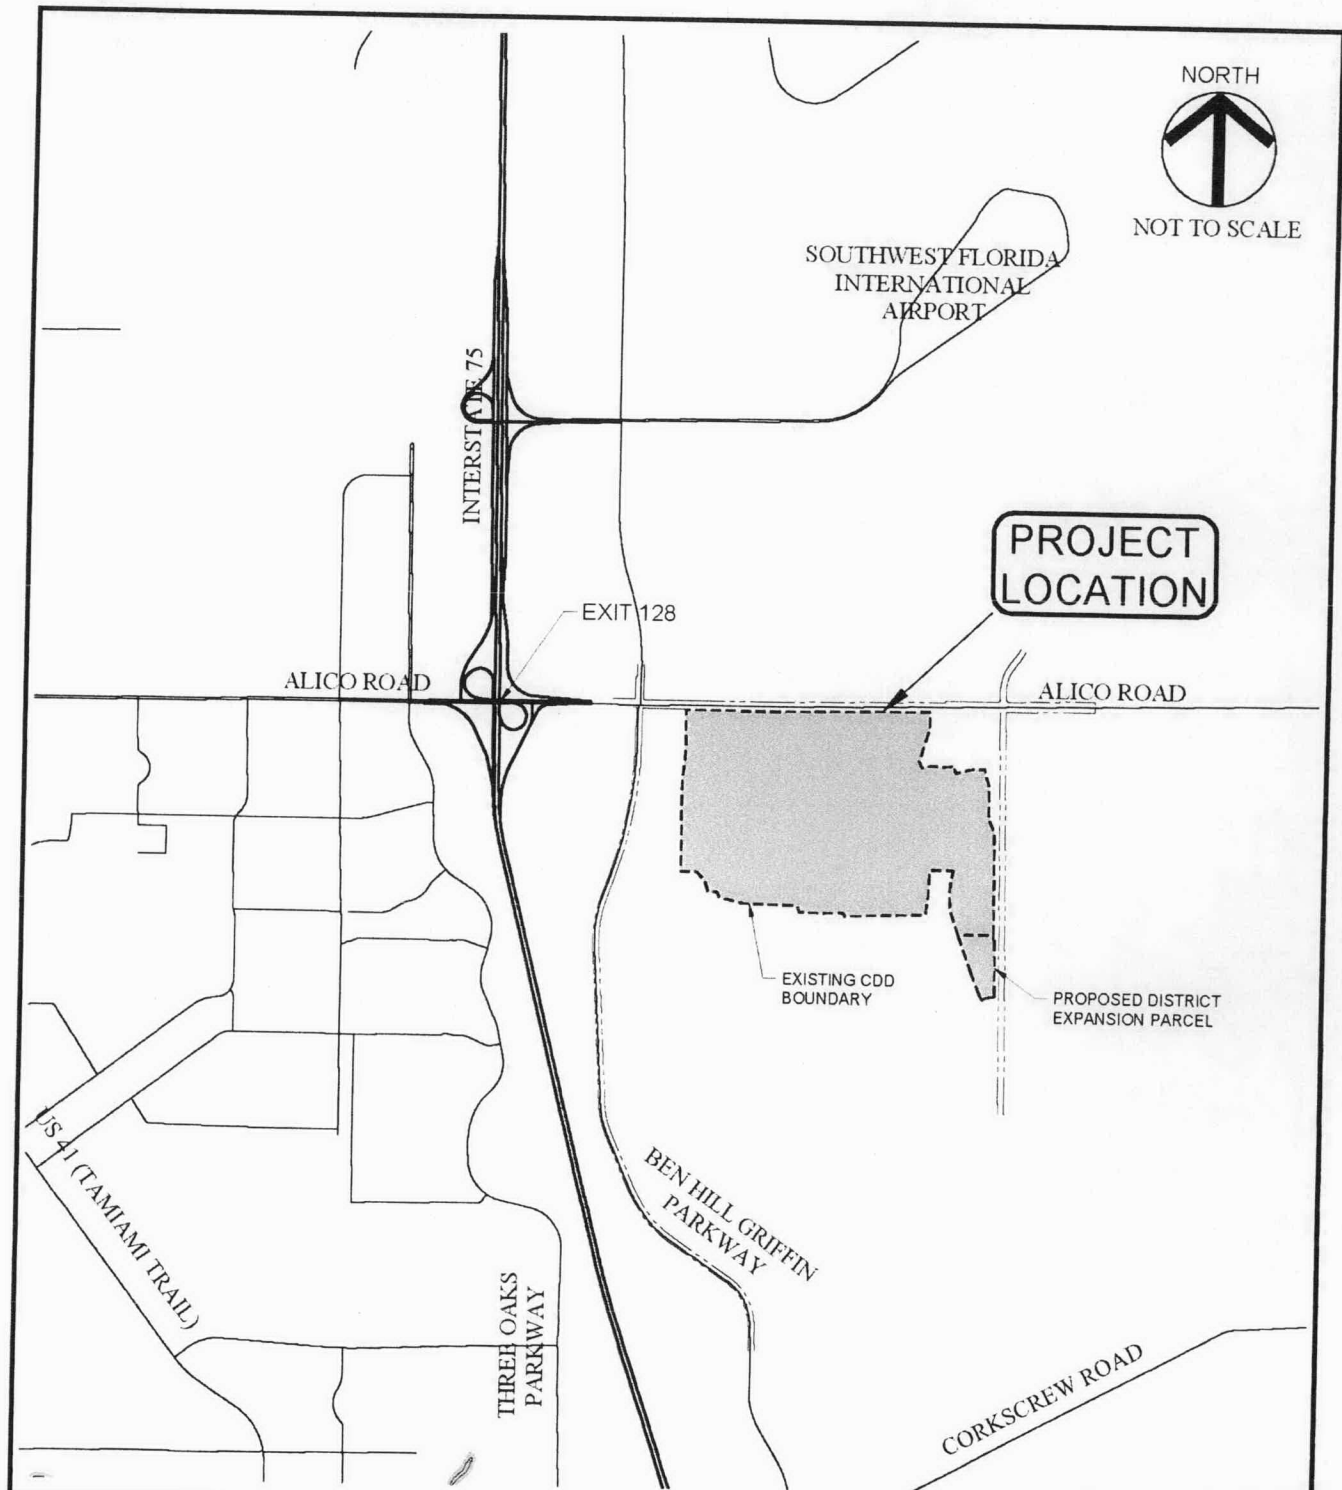 NORTH
NOT TO SCALE
SOUTHWEST FLORIDA
INTERNATIONAL
AIRPORT
INTERSTATE 75
PROJECT
LOCATION
EXIT 128
ALICO ROAD
ALICO ROAD
EXISTING CDD
BOUNDARY
PROPOSED DISTRICT
EXPANSION PARCEL
US 41 (TAMIAMI TRAIL)
BEN HILL GRIFFIN
PARKWAY
THREE OAKS
PARKWAY
CORKSCREW ROAD